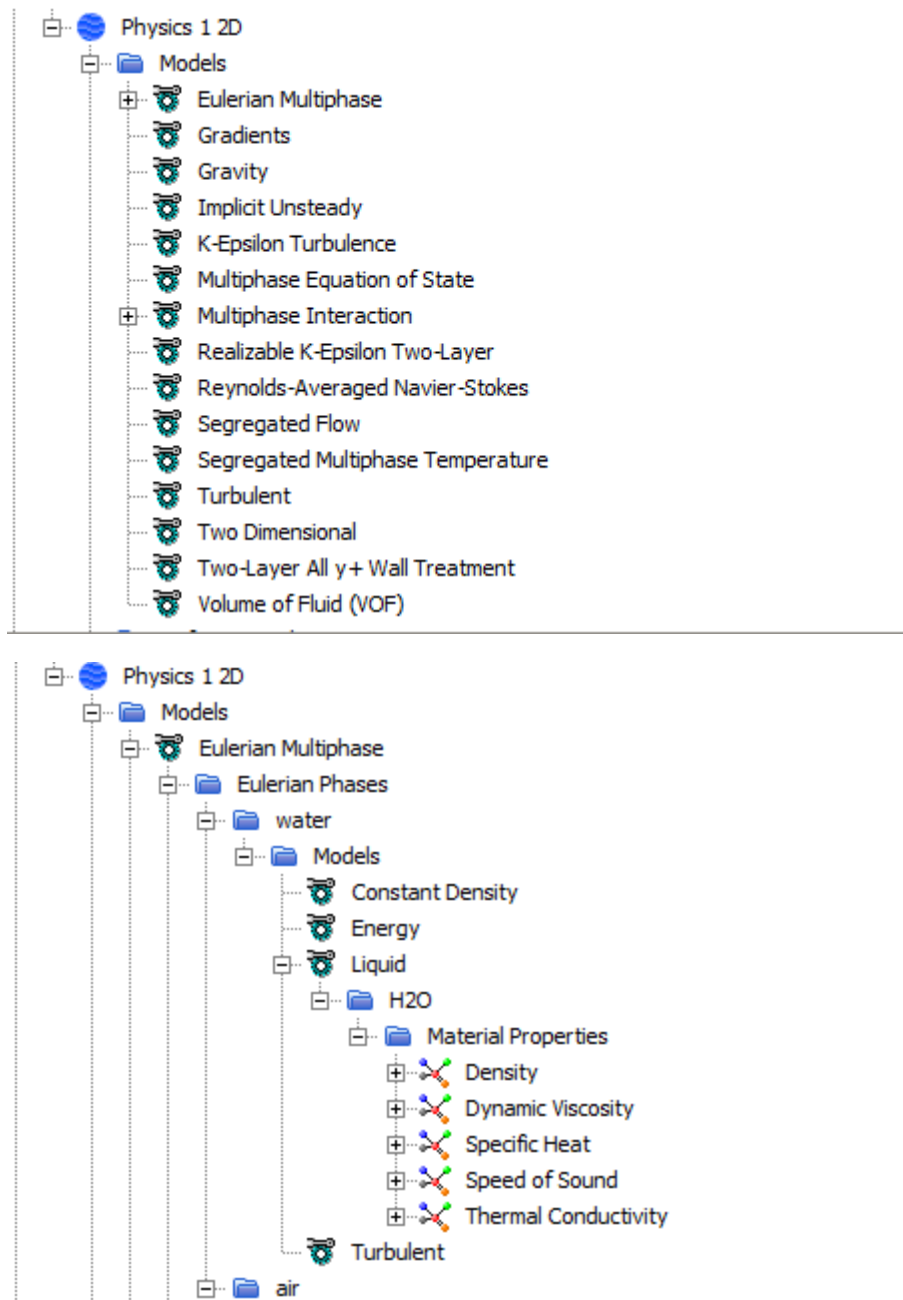 Physics 1 2D
Models
Eulerian Multiphase
Gradients
Gravity
Implicit Unsteady
K-Epsilon Turbulence
Multiphase Equation of State
Multiphase Interaction
Realizable K-Epsilon Two-Layer
Reynolds-Averaged Navier-Stokes
Segregated Flow
Segregated Multiphase Temperature
Turbulent
Two Dimensional
Two-Layer All y+ Wall Treatment
Volume of Fluid (VOF)
Physics 1 2D
Models
Eulerian Multiphase
Eulerian Phases
water
Models
Constant Density
Energy
Liquid
H2O
Material Properties
Density
Dynamic Viscosity
Specific Heat
Speed of Sound
Thermal Conductivity
Turbulent
air